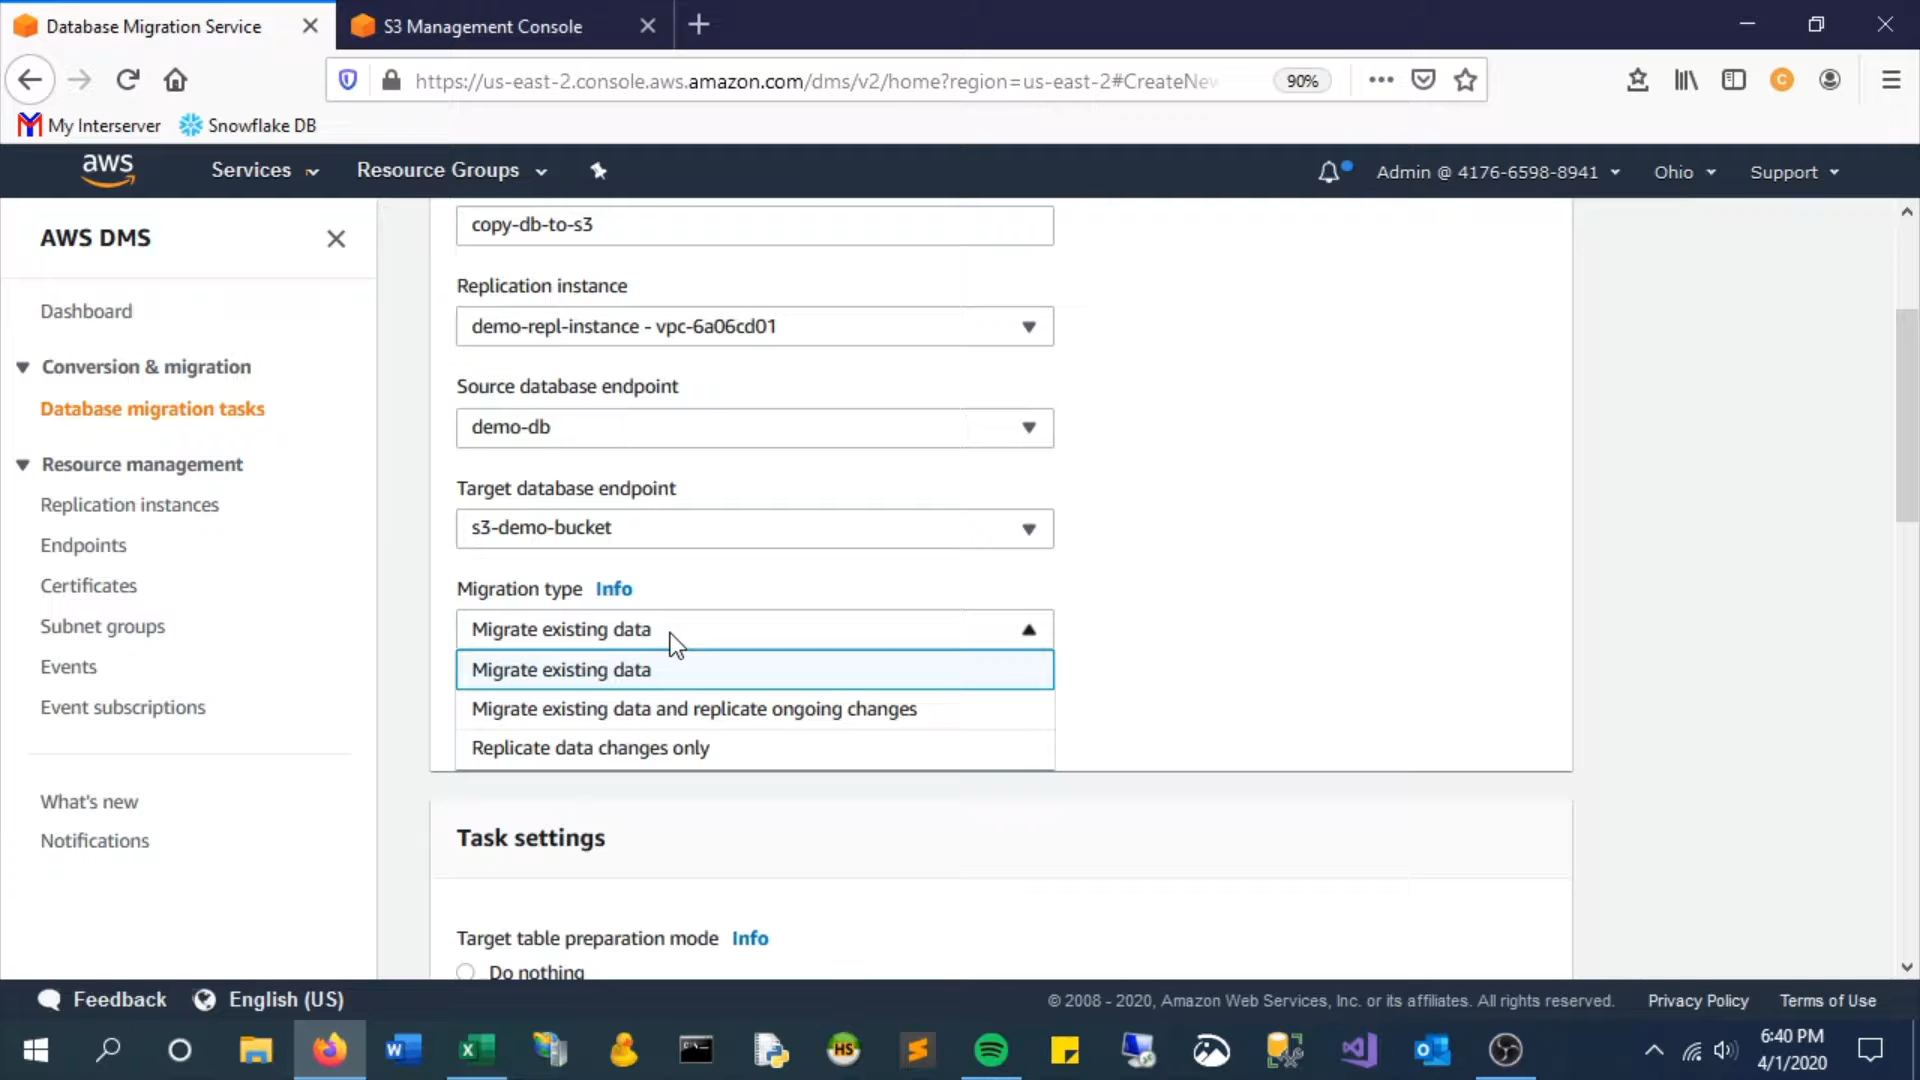 Database Migration Service
S3 Management Console
https://us-east-2.console.aws.amazon.com/dms/v2/home?region=us-east-2#CreateNew
90%
C
My Interserver
Snowflake DB
aws
Services
Resource Groups
Admin @ 4176-6598-8941
Ohio
Support
AWS DMS
Dashboard
Conversion & migration
Database migration tasks
Resource management
Replication instances
Endpoints
Certificates
Subnet groups
Events
Event subscriptions
What's new
Notifications
copy-db-to-s3
Replication instance
demo-repl-instance - vpc-6a06cd01
Source database endpoint
demo-db
Target database endpoint
s3-demo-bucket
Migration type Info
Migrate existing data
Migrate existing data
Migrate existing data and replicate ongoing changes
Replicate data changes only
Task settings
Target table preparation mode Info
Do nothing
Feedback
English (US)
© 2008 - 2020, Amazon Web Services, Inc. or its affiliates. All rights reserved.
Privacy Policy
Terms of Use
HS
6:40 PM
4/1/2020